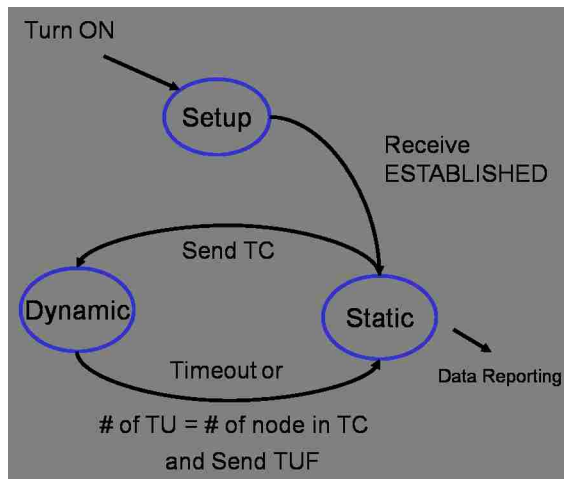 Turn ON
Setup
Receive
ESTABLISHED
Send TC
Dynamic
Static
Timeout or
Data Reporting
# of TU = # of node in TC
and Send TUF